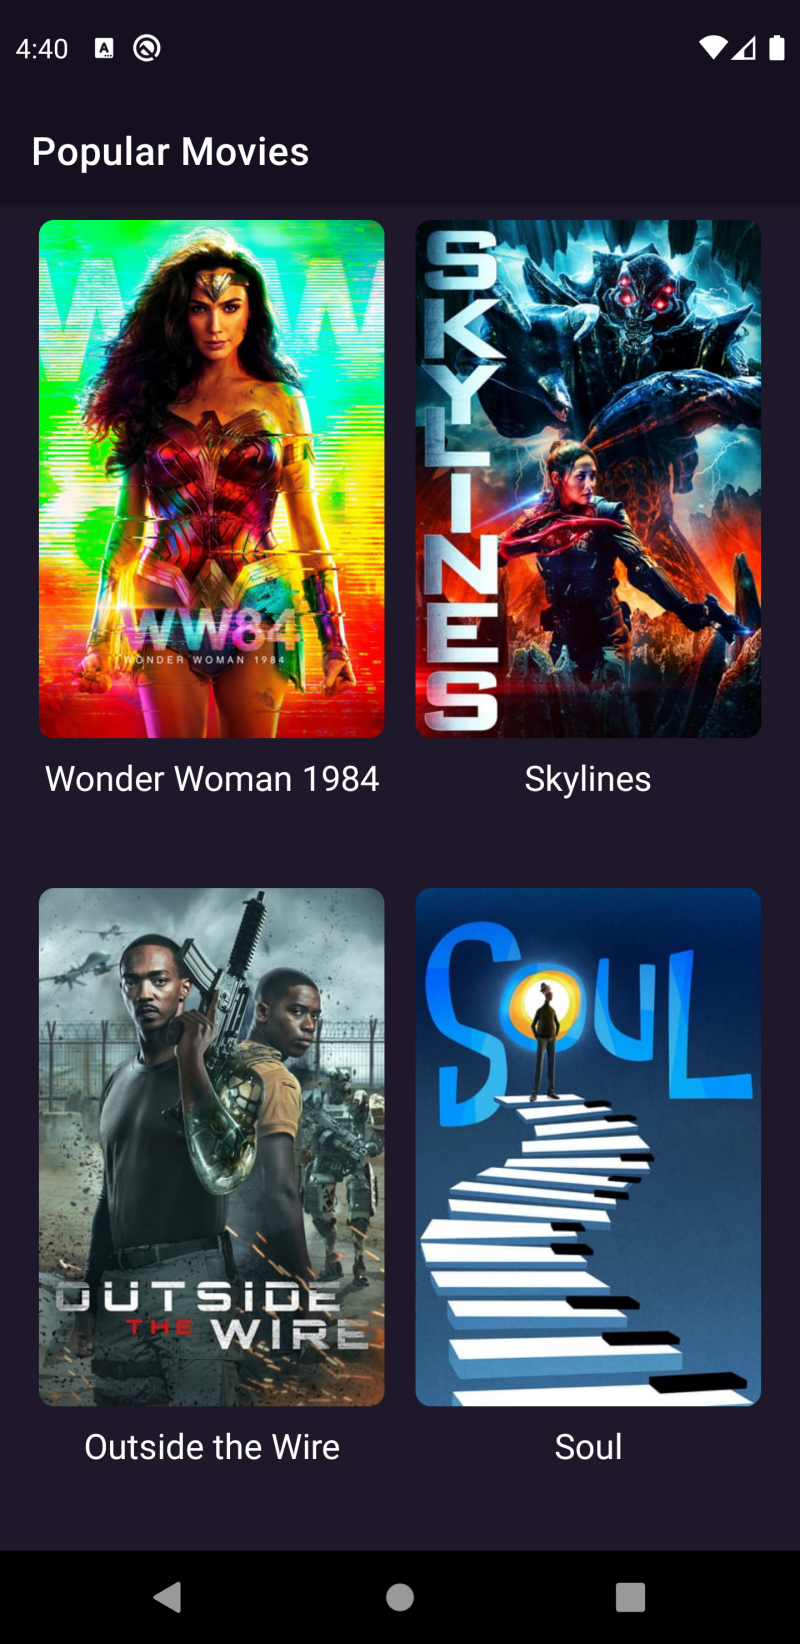 4:40
Popular Movies
WW
WW84
WONDER WOMAN 1984
SKYLINES
Wonder Woman 1984
Skylines
OUTSIDE
THE WIRE
SOUL
Outside the Wire
Soul